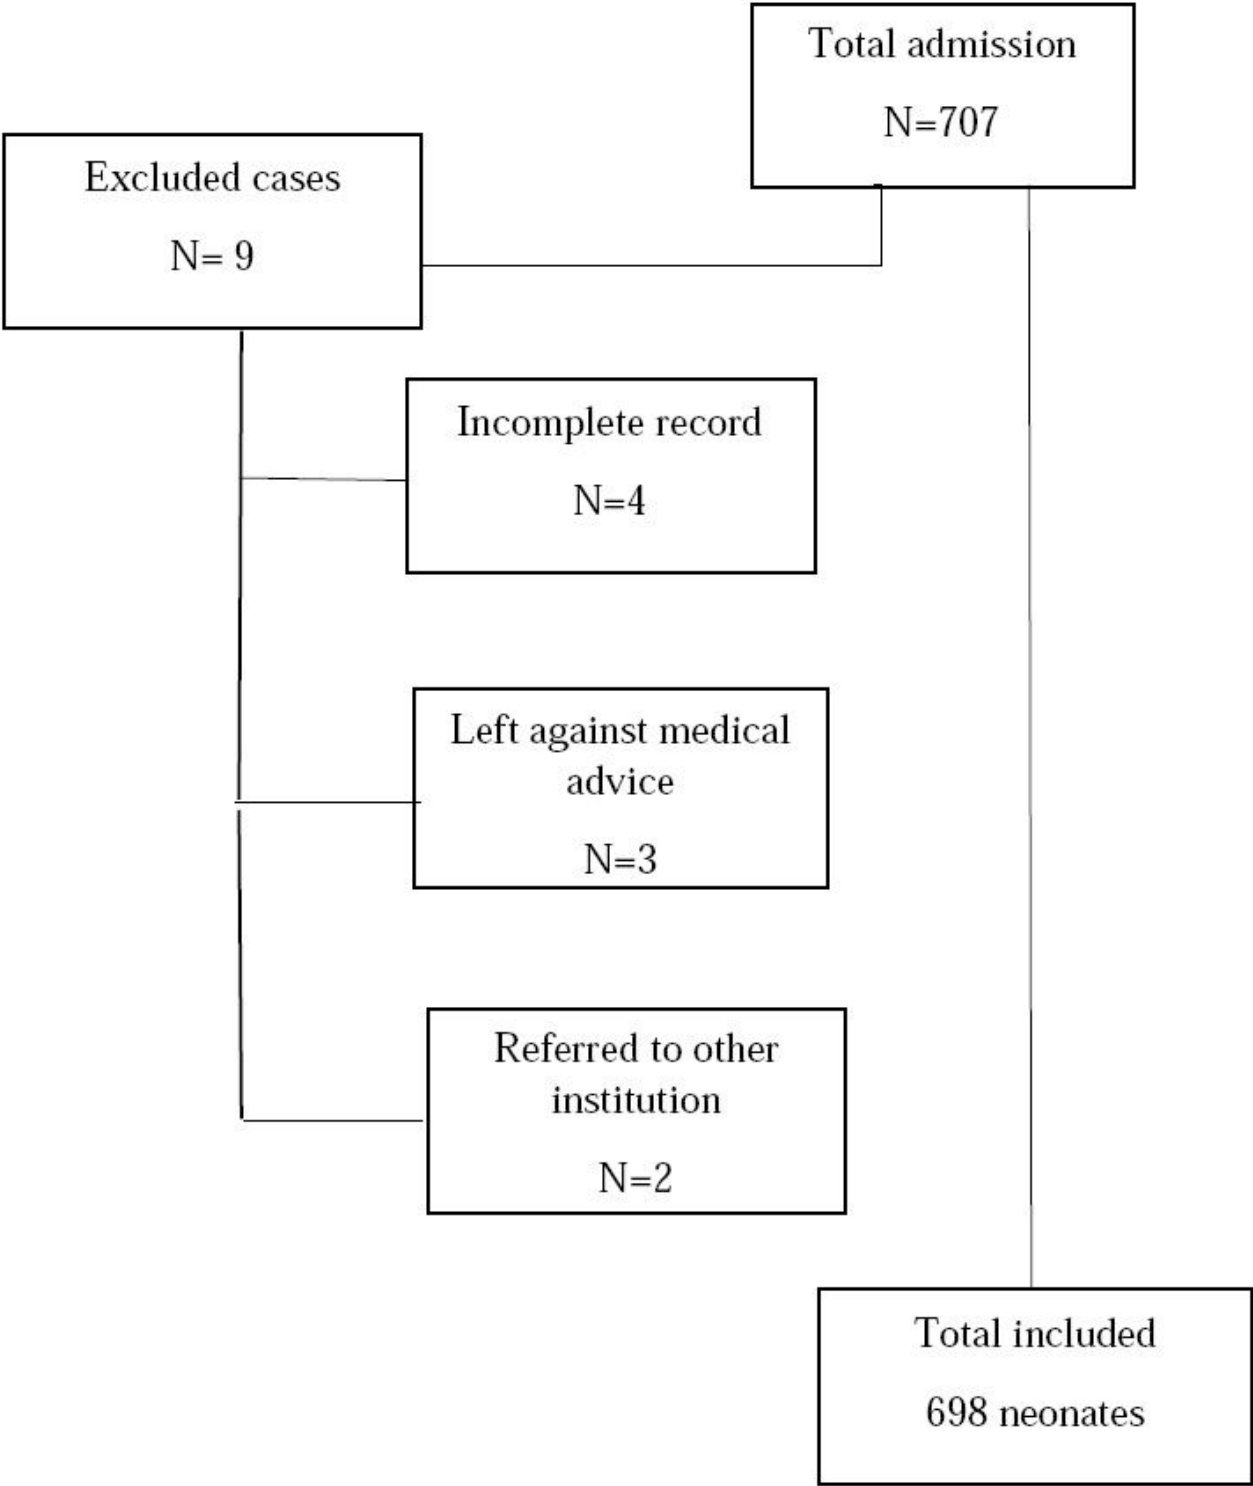 Total admission
N=707
Excluded cases
N= 9
Incomplete record
N=4
Left against medical
advice
N=3
Referred to other
institution
N=2
Total included
698 neonates